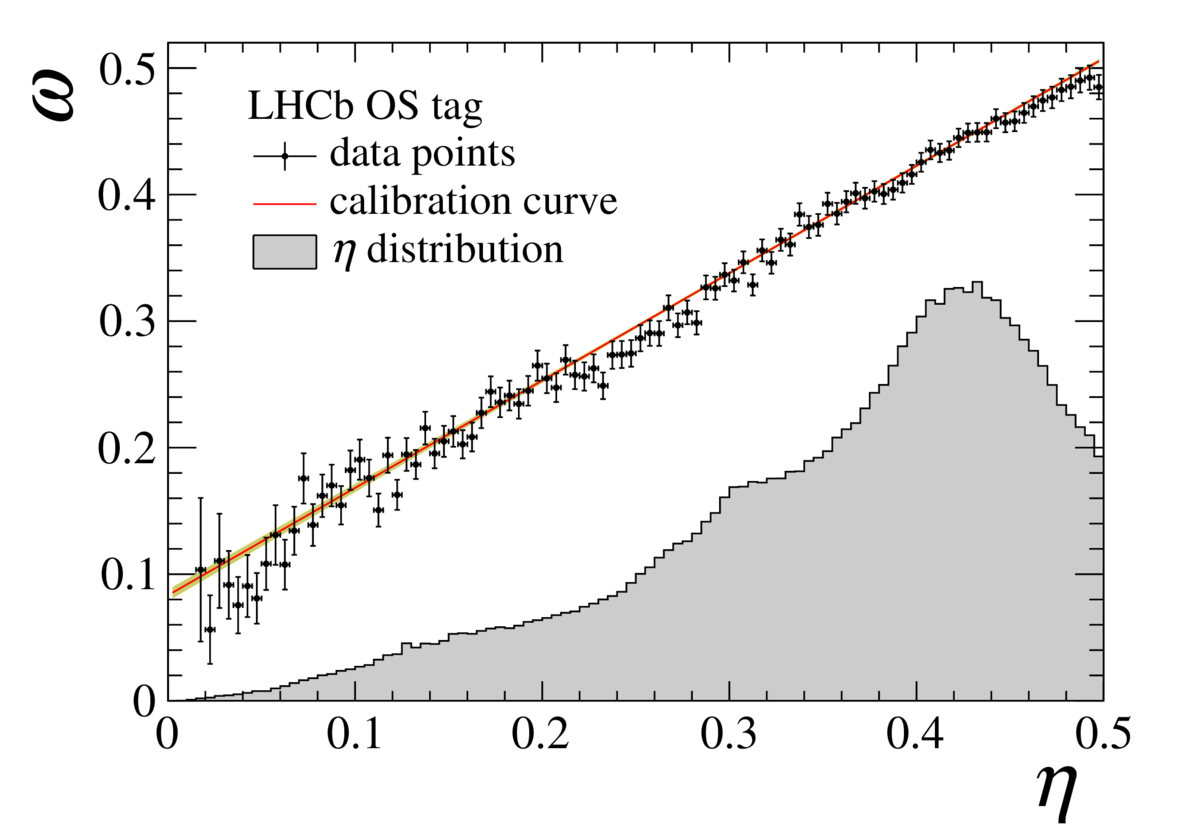 ω
0.5
0.4
0.3
0.2
0.1
0
LHCb OS tag
data points
calibration curve
η distribution
0 0.1 0.2 0.3 0.4 0.5
η